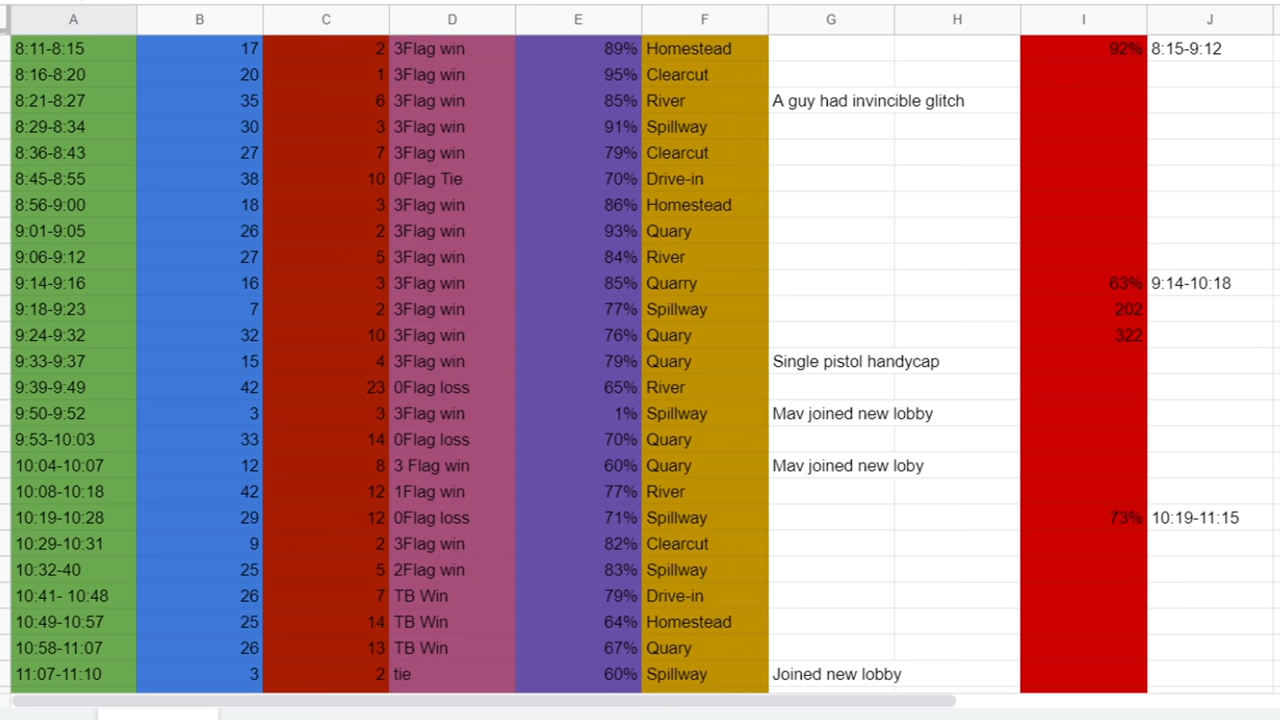 A B C D E F G H I J
8:11-8:15 17 2 3Flag win 89% Homestead 92% 8:15-9:12
8:16-8:20 20 1 3Flag win 95% Clearcut
8:21-8:27 35 6 3Flag win 85% River A guy had invincible glitch
8:29-8:34 30 3 3Flag win 91% Spillway
8:36-8:43 27 7 3Flag win 79% Clearcut
8:45-8:55 38 10 0Flag Tie 70% Drive-in
8:56-9:00 18 3 3Flag win 86% Homestead
9:01-9:05 26 2 3Flag win 93% Quary
9:06-9:12 27 5 3Flag win 84% River
9:14-9:16 16 3 3Flag win 85% Quarry 63% 9:14-10:18
9:18-9:23 7 2 3Flag win 77% Spillway 202
9:24-9:32 32 10 3Flag win 76% Quary 322
9:33-9:37 15 4 3Flag win 79% Quary Single pistol handycap
9:39-9:49 42 23 0Flag loss 65% River
9:50-9:52 3 3 3Flag win 1% Spillway Mav joined new lobby
9:53-10:03 33 14 0Flag loss 70% Quary
10:04-10:07 12 8 3 Flag win 60% Quary Mav joined new loby
10:08-10:18 42 12 1Flag win 77% River
10:19-10:28 29 12 0Flag loss 71% Spillway 73% 10:19-11:15
10:29-10:31 9 2 3Flag win 82% Clearcut
10:32-40 25 5 2Flag win 83% Spillway
10:41- 10:48 26 7 TB Win 79% Drive-in
10:49-10:57 25 14 TB Win 64% Homestead
10:58-11:07 26 13 TB Win 67% Quary
11:07-11:10 3 2 tie 60% Spillway Joined new lobby